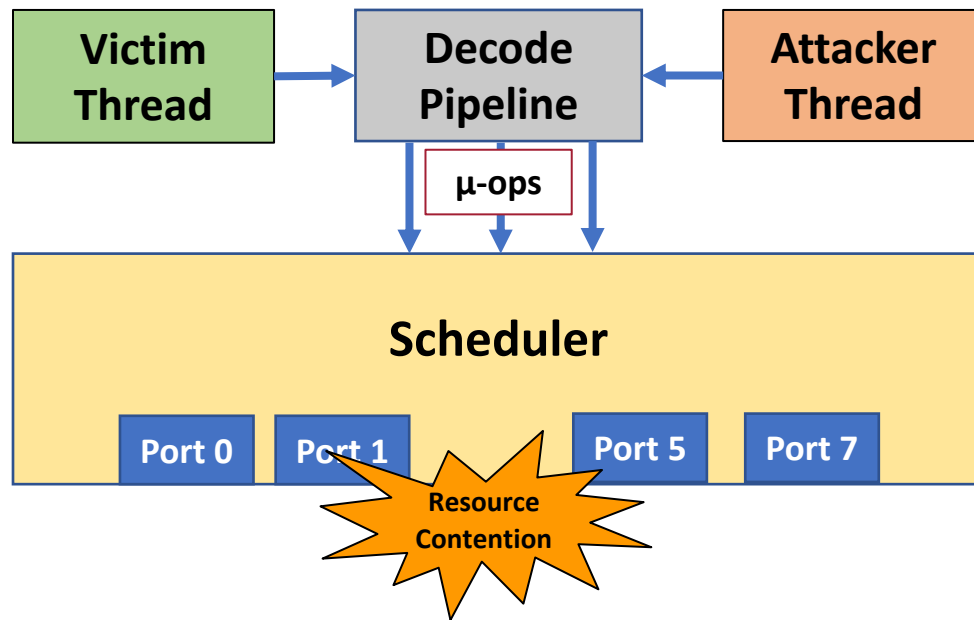 Victim
Thread
Decode
Pipeline
Attacker
Thread
µ-ops
Scheduler
Port 0
Port 1
Port 5
Port 7
Resource
Contention